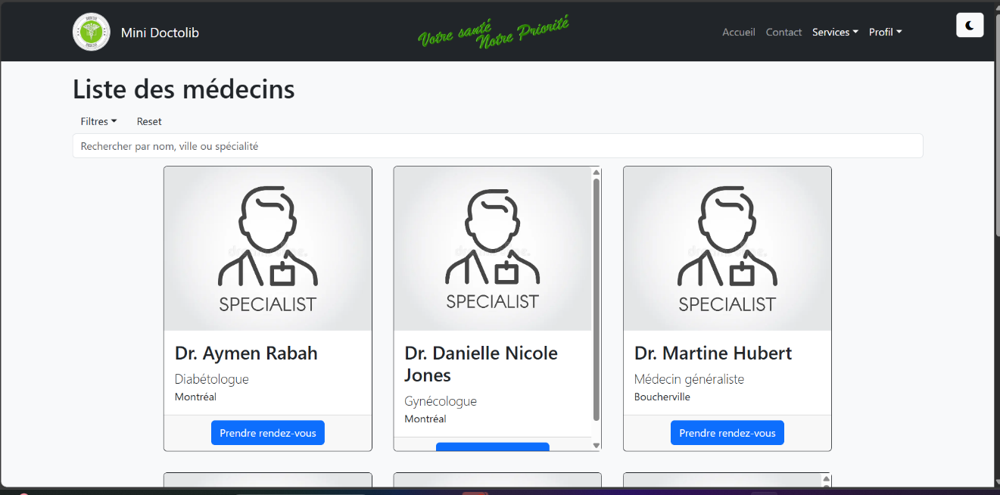 Mini Doctolib
Votre santé
Notre Priorité
Accueil Contact Services Profil
Liste des médecins
Filtres Reset
Rechercher par nom, ville ou spécialité
SPECIALIST
SPECIALIST
SPECIALIST
Dr. Aymen Rabah
Diabétologue
Montréal
Prendre rendez-vous
Dr. Danielle Nicole
Jones
Gynécologue
Montréal
Dr. Martine Hubert
Médecin généraliste
Boucherville
Prendre rendez-vous